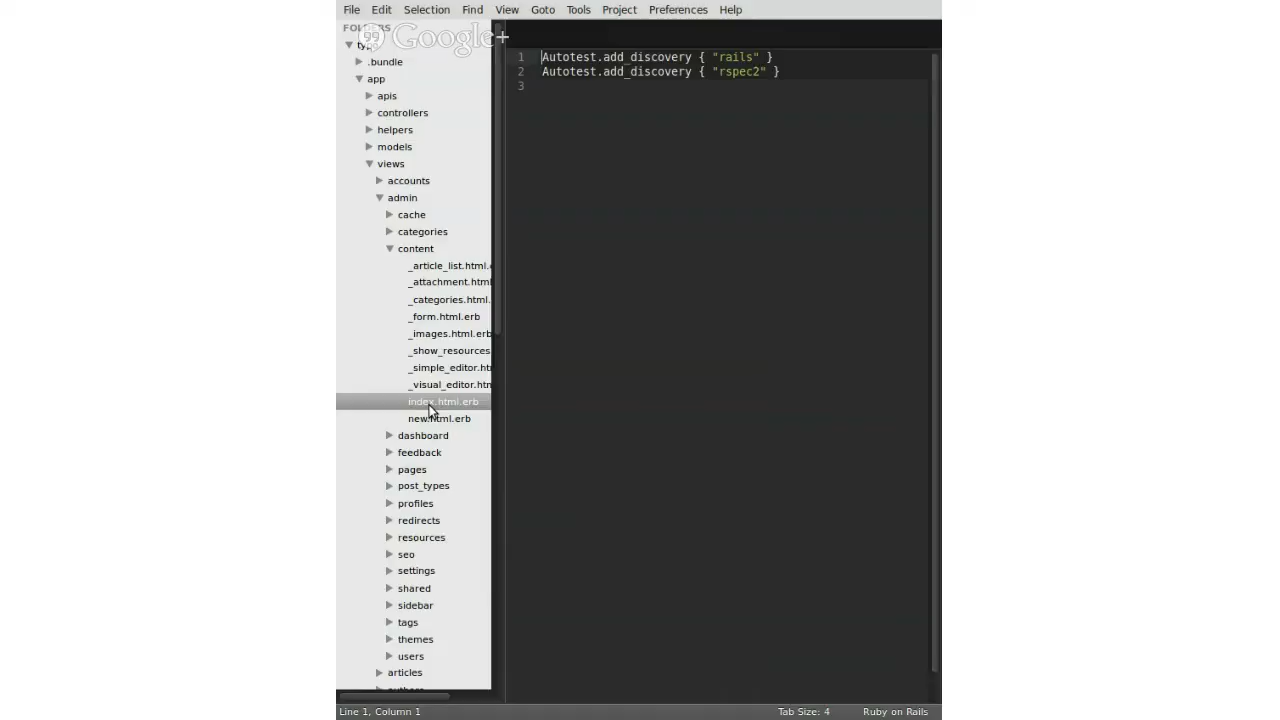 File Edit Selection Find View Goto Tools Project Preferences Help
FOLDERS
Google+
.bundle
app
apis
controllers
helpers
models
views
accounts
admin
cache
categories
content
_article_list.html.
_attachment.html
_categories.html.
_form.html.erb
_images.html.erb
_show_resources
_simple_editor.ht
_visual_editor.htm
index.html.erb
new.html.erb
dashboard
feedback
pages
post_types
profiles
redirects
resources
seo
settings
shared
sidebar
tags
themes
users
articles
1 Autotest.add_discovery { "rails" }
2 Autotest.add_discovery { "rspec2" }
3
Line 1, Column 1 Tab Size: 4 Ruby on Rails